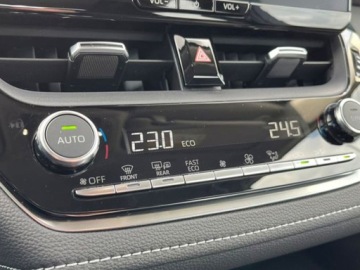 VOL -
VOL+
AUTO
23.0 ECO
24.5
OFF
FRONT
REAR
FAST ECO